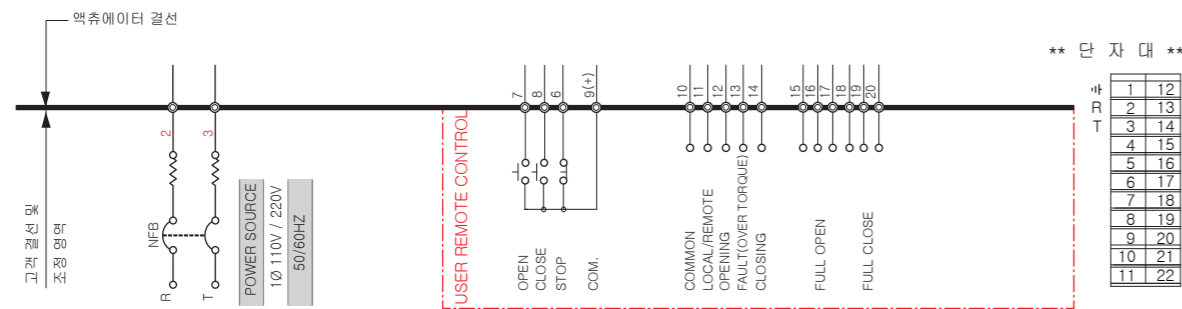 액츄에이터 결선
** 단 자 대 **
고객 결선 및
조정 영역
2
3
NFB
R
T
POWER SOURCE
1Ø 110V / 220V
50/60HZ
USER REMOTE CONTROL
7
8
6
9(+)
OPEN
CLOSE
STOP
COM.
10
11
12
13
14
COMMON
LOCAL/REMOTE
OPENING
FAULT(OVER TORQUE)
CLOSING
15
16
17
18
19
20
FULL OPEN
FULL CLOSE
1 12
R 2 13
T 3 14
4 15
5 16
6 17
7 18
8 19
9 20
10 21
11 22